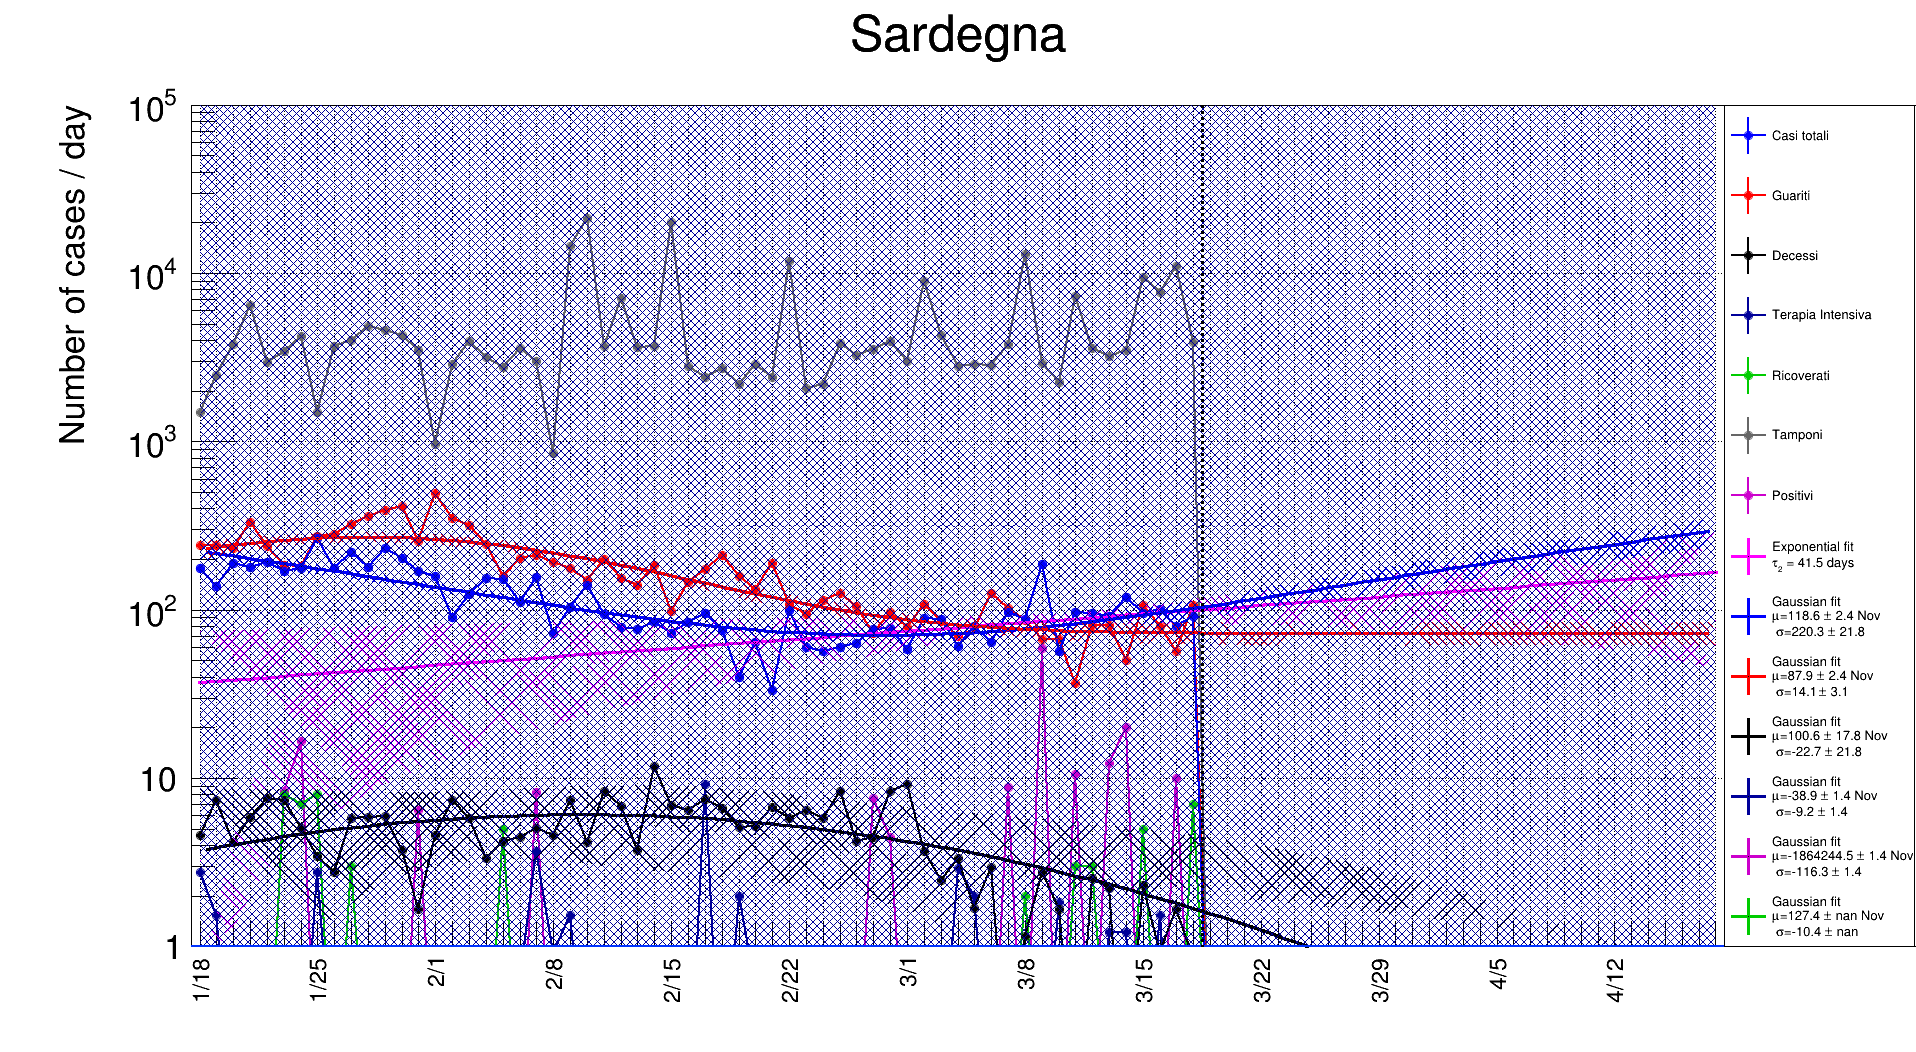 Sardegna
Number of cases / day
10^5
10^4
10^3
10^2
10
1
1/18
1/25
2/1
2/8
2/15
2/22
3/1
3/8
3/15
3/22
3/29
4/5
4/12
Casi totali
Guariti
Decessi
Terapia Intensiva
Ricoverati
Tamponi
Positivi
Exponential fit
τ₂ = 41.5 days
Gaussian fit
μ=118.6 ± 2.4 Nov
σ=220.3 ± 21.8
Gaussian fit
μ=87.9 ± 2.4 Nov
σ=14.1 ± 3.1
Gaussian fit
μ=100.6 ± 17.8 Nov
σ=-22.7 ± 21.8
Gaussian fit
μ=-38.9 ± 1.4 Nov
σ=-9.2 ± 1.4
Gaussian fit
μ=-1864244.5 ± 1.4 Nov
σ=-116.3 ± 1.4
Gaussian fit
μ=127.4 ± nan Nov
σ=-10.4 ± nan